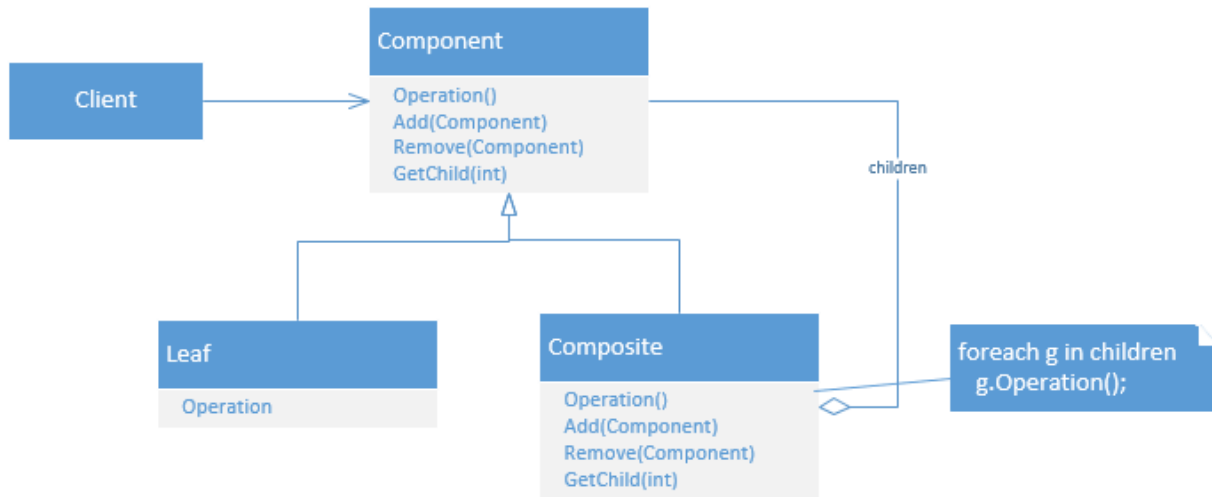 Component
Client
Operation()
Add(Component)
Remove(Component)
GetChild(int)
children
Leaf
Operation
Composite
Operation()
Add(Component)
Remove(Component)
GetChild(int)
foreach g in children
g.Operation();